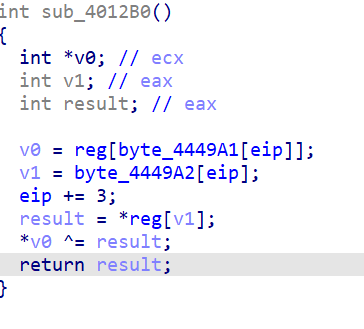 int sub_4012B0()
{
int *v0; // ecx
int v1; // eax
int result; // eax
v0 = reg[byte_4449A1[eip]];
v1 = byte_4449A2[eip];
eip += 3;
result = *reg[v1];
*v0 ^= result;
return result;
}